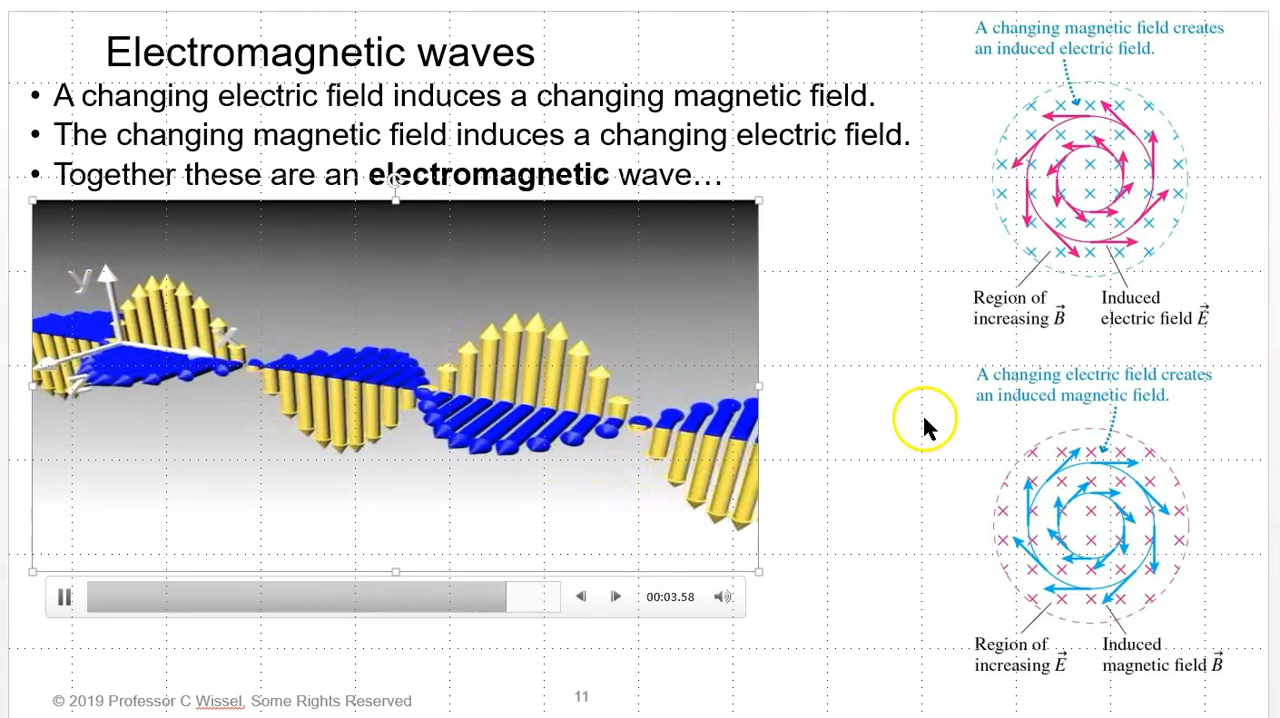 Electromagnetic waves
• A changing electric field induces a changing magnetic field.
• The changing magnetic field induces a changing electric field.
• Together these are an electromagnetic wave…
y
x
z
00:03.58
© 2019 Professor C Wissel, Some Rights Reserved
11
A changing magnetic field creates
an induced electric field.
Region of
increasing B⃗
Induced
electric field E⃗
A changing electric field creates
an induced magnetic field.
Region of
increasing E⃗
Induced
magnetic field B⃗